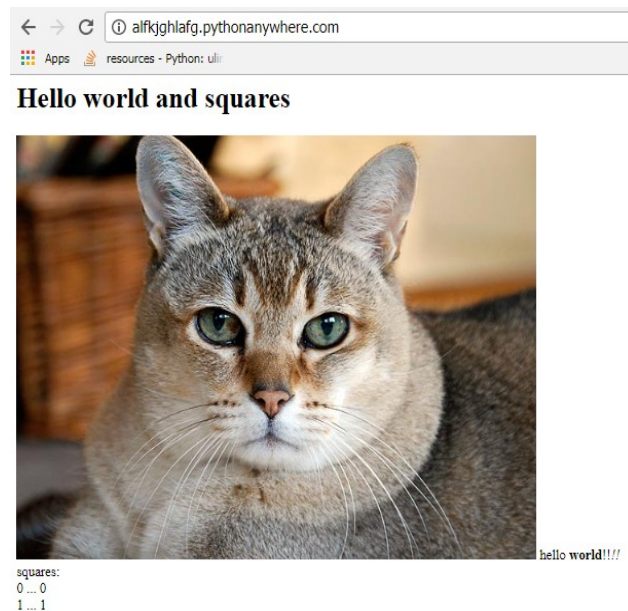 alfkjghlafg.pythonanywhere.com
Apps resources - Python:
Hello world and squares
hello world!!!!
squares:
0 ... 0
1 ... 1